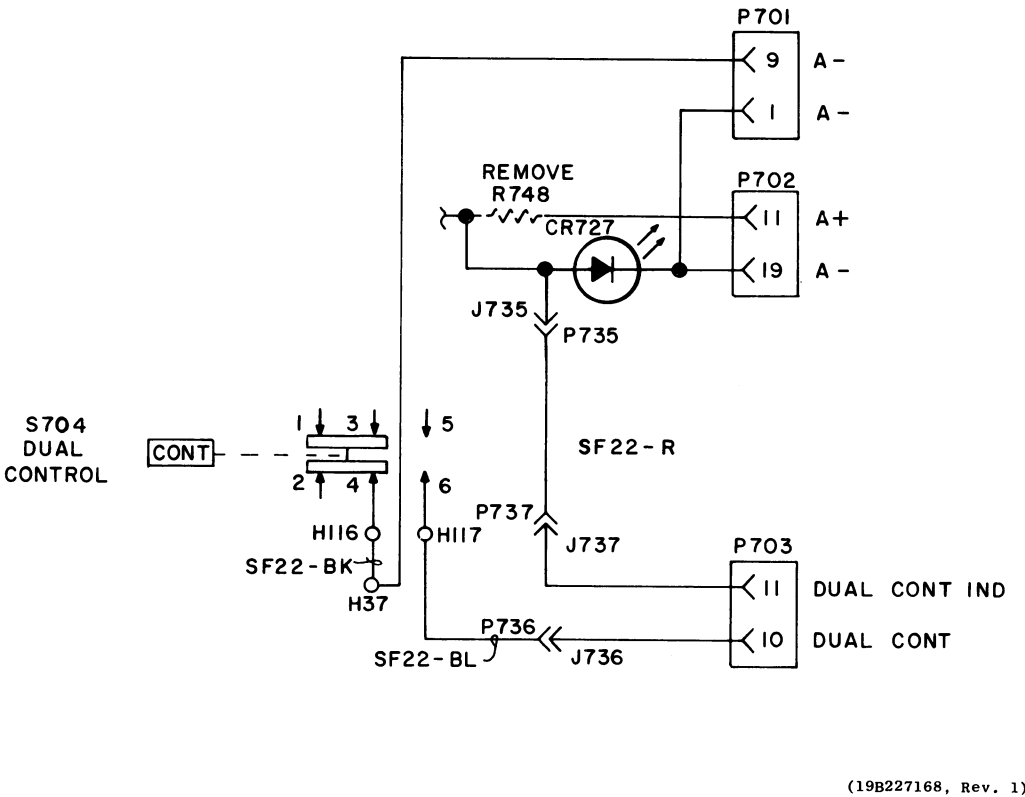 P701
9 A-
1 A-
REMOVE
R748
P702
11 A+
CR727
19 A-
J735
P735
S704
DUAL
CONTROL
CONT
1 3 5
2 4 6
SF22-R
P737
J737
H116
H117
SF22-BK
H37
P703
11 DUAL CONT IND
P736
10 DUAL CONT
SF22-BL
J736
(19B227168, Rev. 1)